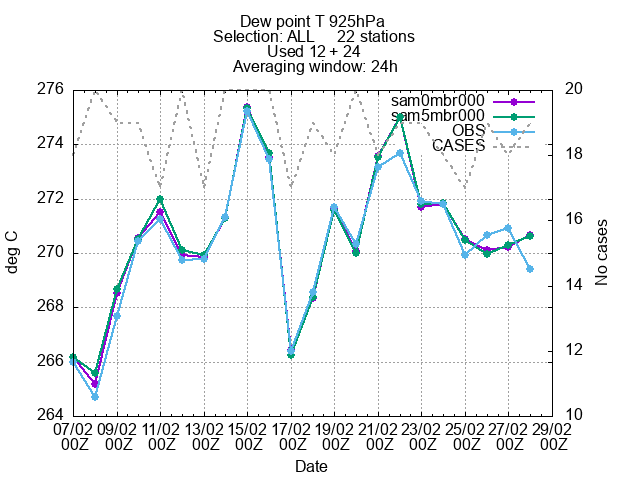 Dew point T 925hPa
Selection: ALL 22 stations
Used 12 + 24
Averaging window: 24h
276
274
272
270
268
266
264
deg C
20
18
16
14
12
10
No cases
sam0mbr000
sam5mbr000
OBS
CASES
07/02 09/02 11/02 13/02 15/02 17/02 19/02 21/02 23/02 25/02 27/02 29/02
00Z 00Z 00Z 00Z 00Z 00Z 00Z 00Z 00Z 00Z 00Z 00Z
Date